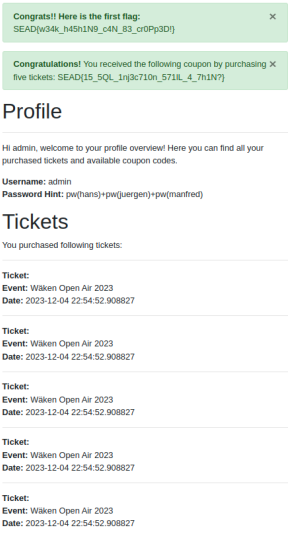 Congrats!! Here is the first flag:
SEAD{w34k_h45h1N9_c4N_83_cr0Pp3D!}
×
Congratulations! You received the following coupon by purchasing
five tickets: SEAD{15_5QL_1nj3c710n_571lL_4_7h1N?}
×
Profile
Hi admin, welcome to your profile overview! Here you can find all your
purchased tickets and available coupon codes.
Username: admin
Password Hint: pw(hans)+pw(juergen)+pw(manfred)
Tickets
You purchased following tickets:
Ticket:
Event: Wäken Open Air 2023
Date: 2023-12-04 22:54:52.908827
Ticket:
Event: Wäken Open Air 2023
Date: 2023-12-04 22:54:52.908827
Ticket:
Event: Wäken Open Air 2023
Date: 2023-12-04 22:54:52.908827
Ticket:
Event: Wäken Open Air 2023
Date: 2023-12-04 22:54:52.908827
Ticket:
Event: Wäken Open Air 2023
Date: 2023-12-04 22:54:52.908827